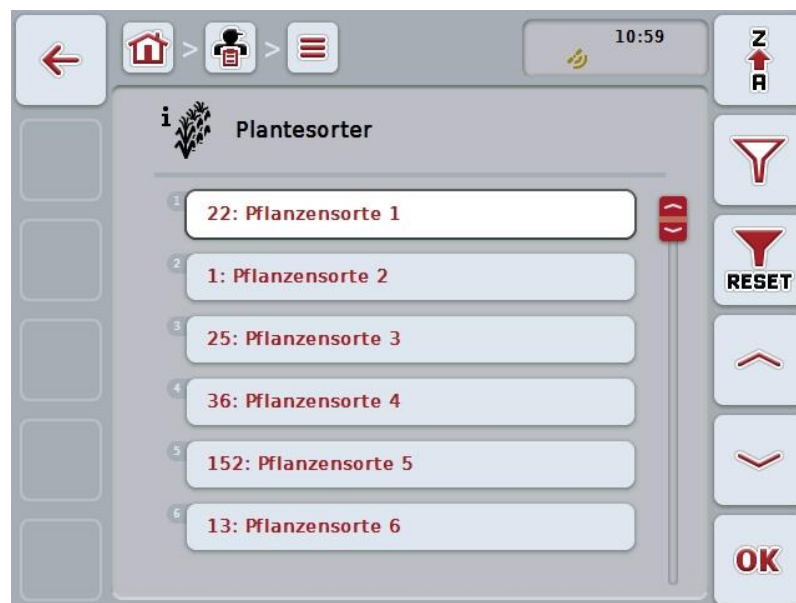 10:59
Z
A
i
Plantesorter
1
22: Pflanzensorte 1
2
1: Pflanzensorte 2
RESET
3
25: Pflanzensorte 3
4
36: Pflanzensorte 4
5
152: Pflanzensorte 5
6
13: Pflanzensorte 6
OK